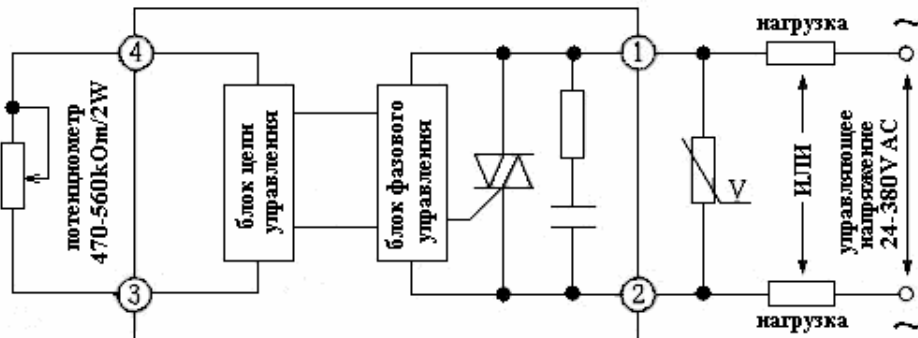 4
потенциометр
470-560kOm/2W
3
блок цепи
управления
блок фазового
управления
1
2
V
нагрузка
~
ИЛИ
управляющее
напряжение
24-380V AC
нагрузка
~